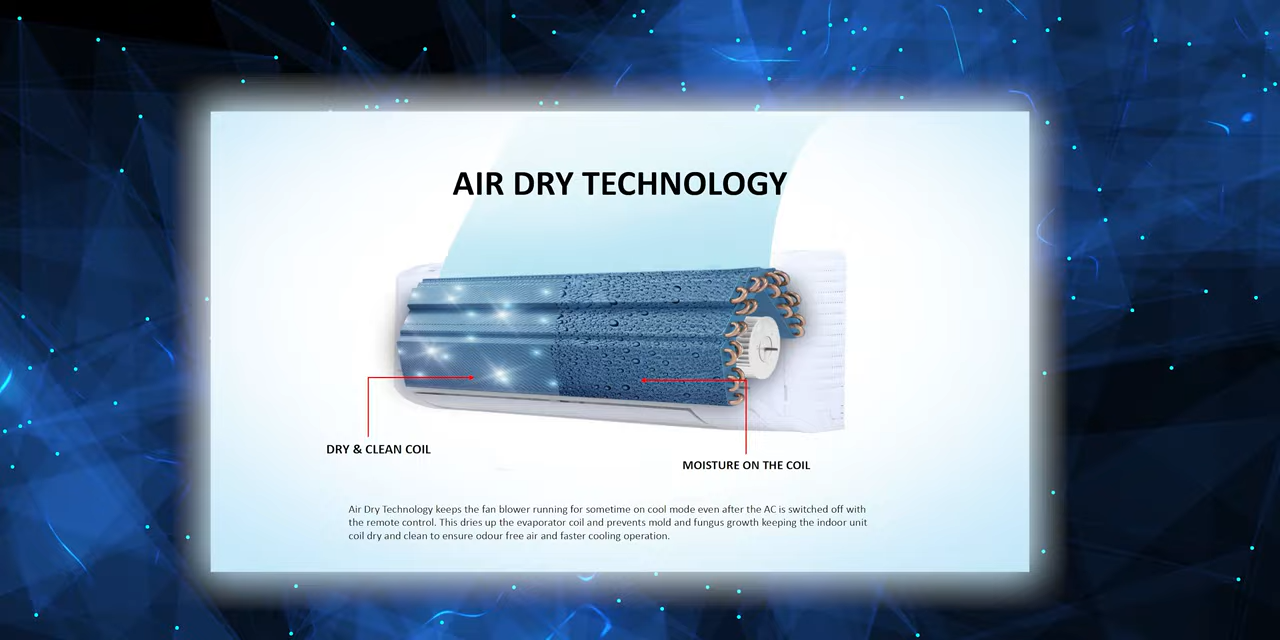 AIR DRY TECHNOLOGY
DRY & CLEAN COIL
MOISTURE ON THE COIL
Air Dry Technology keeps the fan blower running for sometime on cool mode even after the AC is switched off with
the remote control. This dries up the evaporator coil and prevents mold and fungus growth keeping the indoor unit
coil dry and clean to ensure odour free air and faster cooling operation.